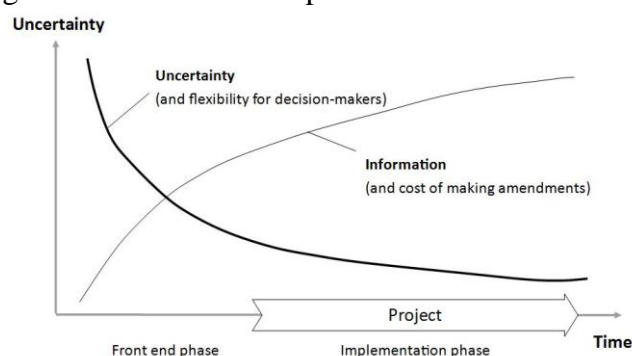 Uncertainty
Uncertainty
(and flexibility for decision-makers)
Information
(and cost of making amendments)
Project
Time
Front end phase
Implementation phase